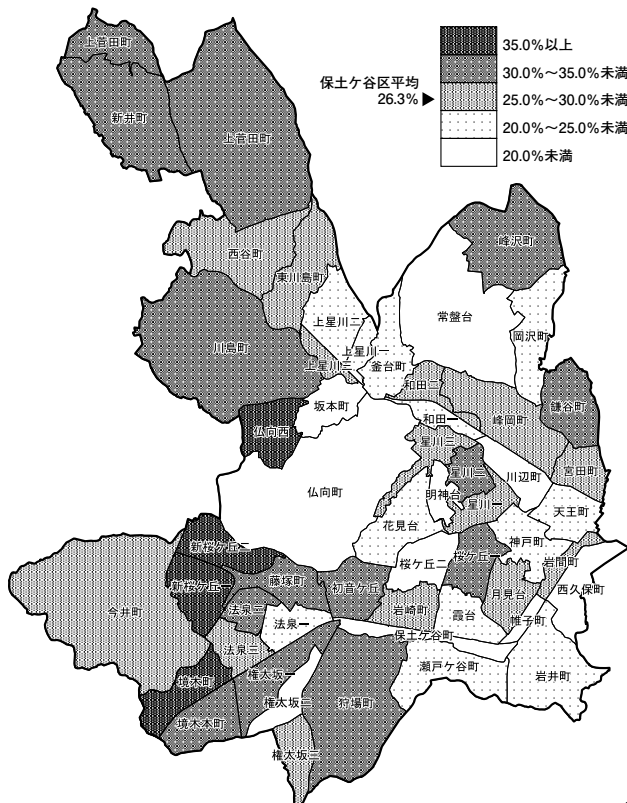 35.0%以上
30.0%～35.0%未満
25.0%～30.0%未満
20.0%～25.0%未満
20.0%未満
保土ケ谷区平均
26.3%▶
上菅田町
新井町
上菅田町
西谷町
東川島町
川島町
上星川二
上星川一
上星川三
釜台町
坂本町
仏向西
仏向町
常盤台
峰沢町
岡沢町
和田二
和田一
峰岡町
鎌谷町
宮田町
星川三
星川二
星川一
川辺町
明神台
花見台
天王町
神戸町
岩間町
西久保町
新桜ケ丘二
新桜ケ丘一
今井町
藤塚町
初音ケ丘
桜ケ丘二
桜ケ丘一
法泉二
法泉一
法泉三
岩崎町
霞台
月見台
帷子町
保土ケ谷町
瀬戸ケ谷町
岩井町
境木町
境木本町
権太坂一
権太坂二
権太坂三
狩場町